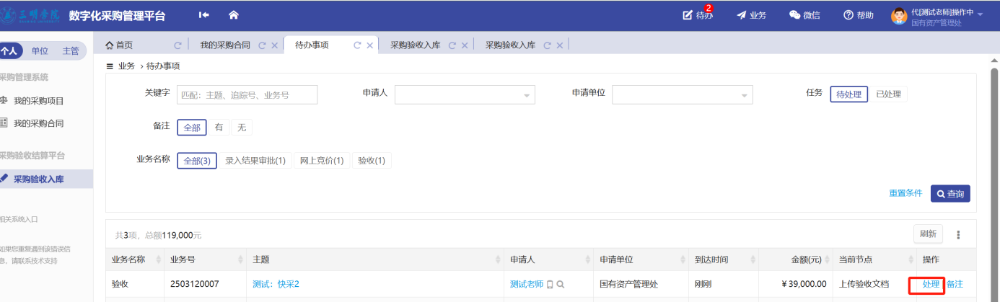 三明学院 数字化采购管理平台 待办 2 业务 微信 帮助 代[测试老师]操作中
国有资产管理处
个人 单位 主管
首页 我的采购合同 待办事项 采购验收入库 采购验收入库
业务 > 待办事项
采购管理系统
我的采购项目
我的采购合同
采购验收结算平台
采购验收入库
相关系统入口
如果您重复遇到该错误信
息，请联系技术支持
关键字 匹配：主题、追踪号、业务号 申请人 申请单位 任务 待处理 已处理
备注 全部 有 无
业务名称 全部(3) 录入结果审批(1) 网上竞价(1) 验收(1)
重置条件 查询
共3项，总额119,000元 刷新
业务名称 业务号 主题 申请人 申请单位 到达时间 金额(元) 当前节点 操作
验收 2503120007 测试：快采2 测试老师 国有资产管理处 刚刚 ￥39,000.00 上传验收文档 处理 备注